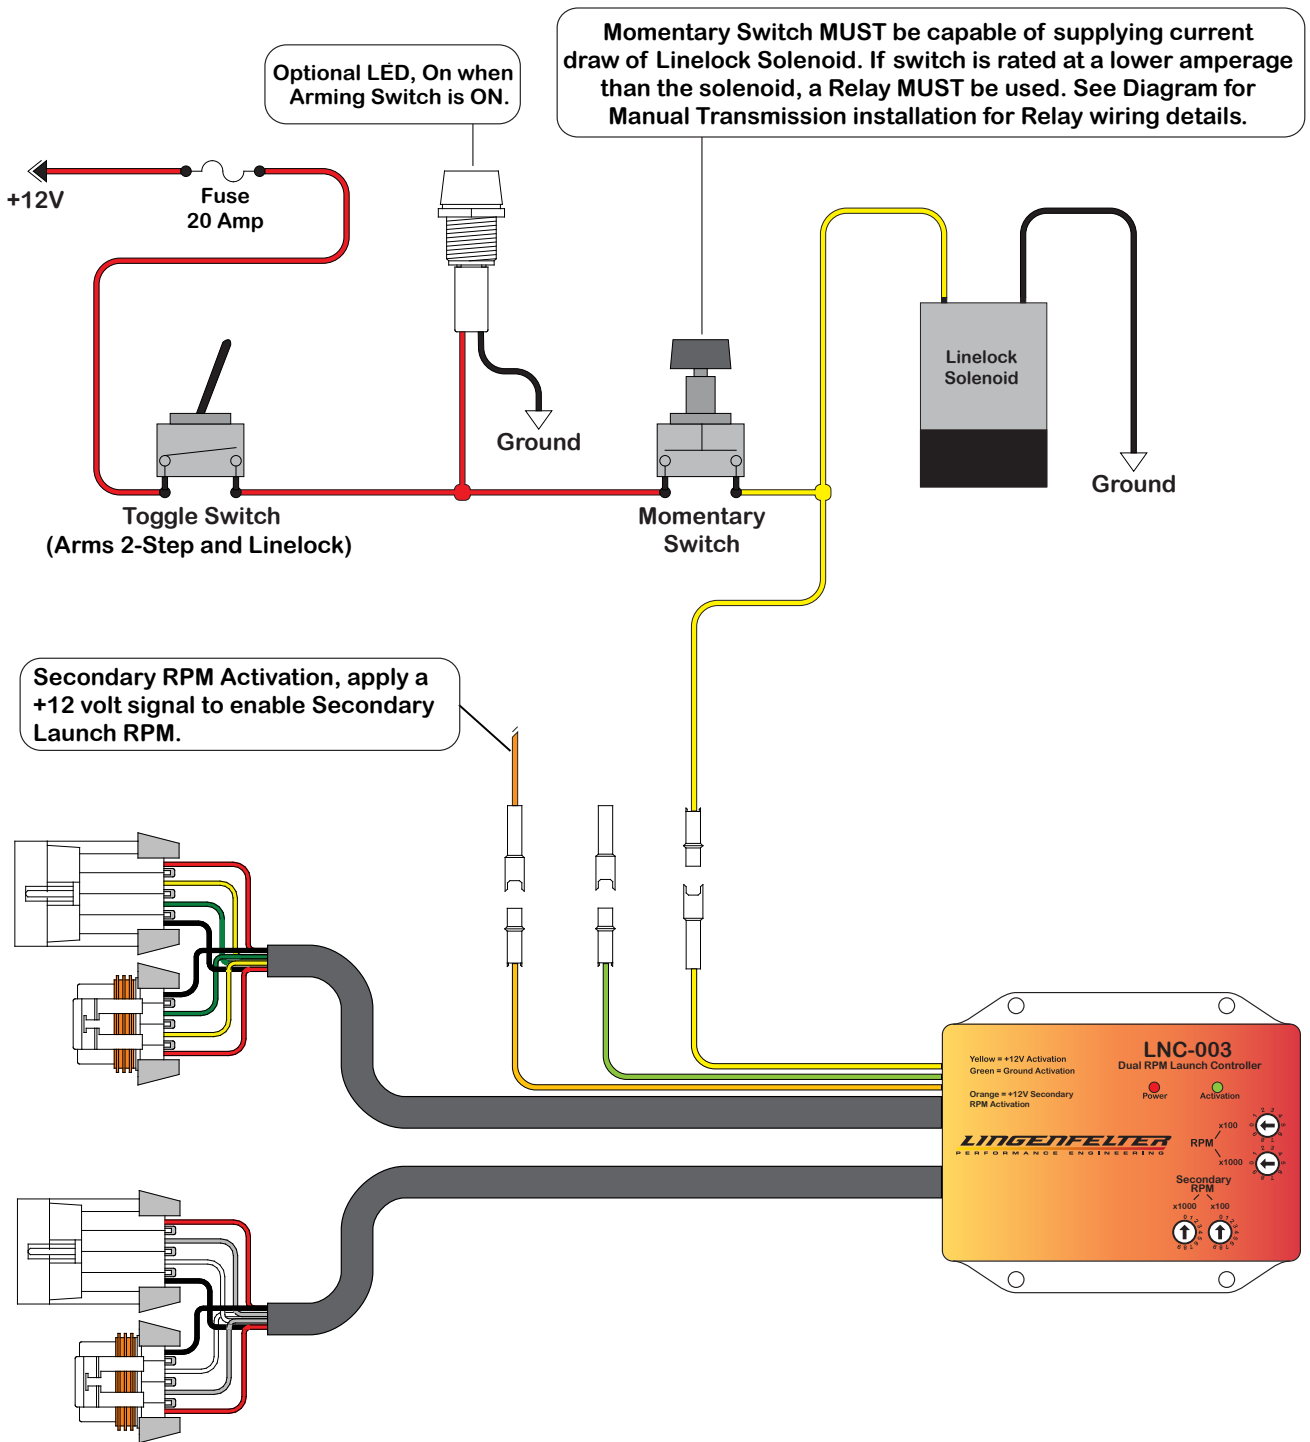 Momentary Switch MUST be capable of supplying current
draw of Linelock Solenoid. If switch is rated at a lower amperage
than the solenoid, a Relay MUST be used. See Diagram for
Manual Transmission installation for Relay wiring details.
Optional LED, On when
Arming Switch is ON.
+12V
Fuse
20 Amp
Linelock
Solenoid
Ground
Ground
Toggle Switch
(Arms 2-Step and Linelock)
Momentary
Switch
Secondary RPM Activation, apply a
+12 volt signal to enable Secondary
Launch RPM.
LNC-003
Dual RPM Launch Controller
Yellow = +12V Activation
Green = Ground Activation
Orange = +12V Secondary
RPM Activation
Power
Activation
LINGENFELTER
PERFORMANCE ENGINEERING
RPM
x100
x1000
Secondary
RPM
x1000
x100